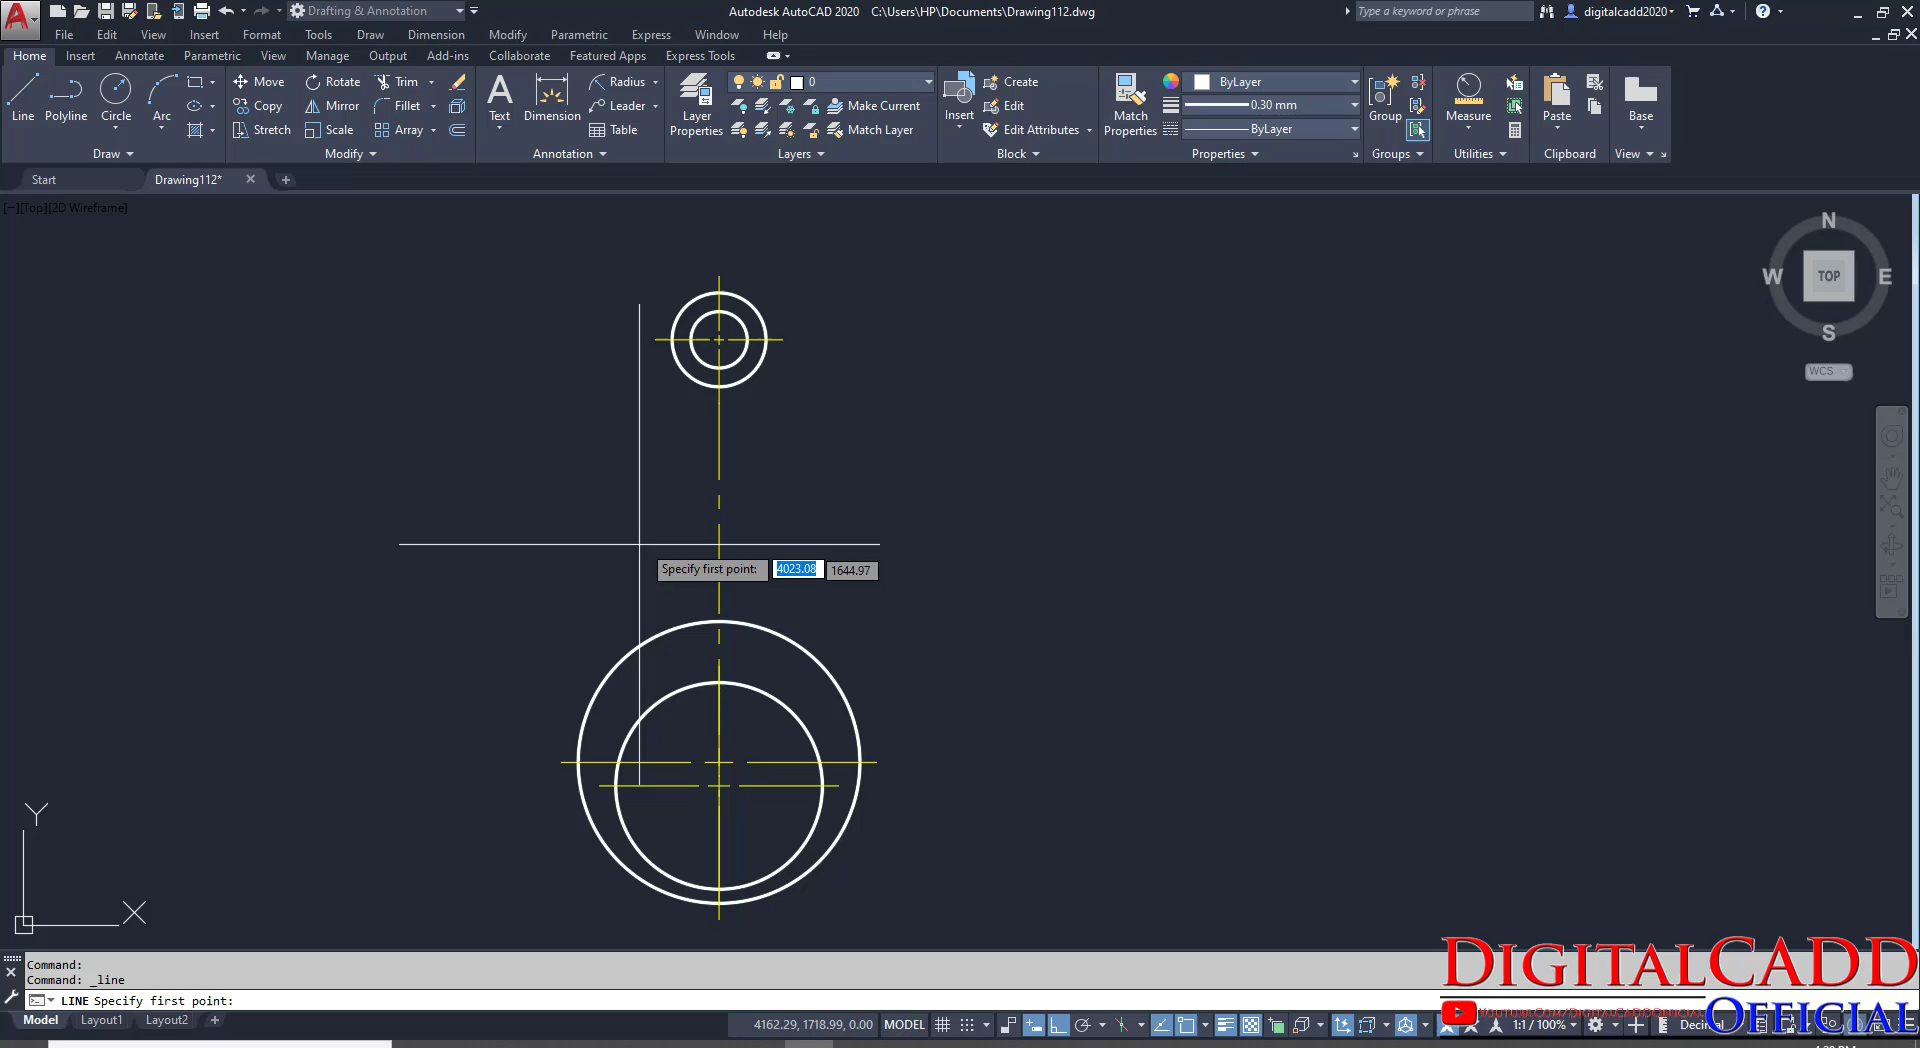 Drafting & Annotation
Autodesk AutoCAD 2020 C:\Users\HP\Documents\Drawing112.dwg
Type a keyword or phrase
digitalcadd2020
File Edit View Insert Format Tools Draw Dimension Modify Parametric Express Window Help
Home Insert Annotate Parametric View Manage Output Add-ins Collaborate Featured Apps Express Tools
Line Polyline Circle Arc
Draw
Move Rotate Trim
Copy Mirror Fillet
Stretch Scale Array
Modify
Text Dimension
Radius
Leader
Table
Annotation
Layer
Properties
0
Make Current
Match Layer
Layers
Insert
Create
Edit
Edit Attributes
Block
Match
Properties
ByLayer
0.30 mm
ByLayer
Properties
Group
Groups
Measure
Utilities
Paste
Clipboard
Base
View
Start
Drawing112*
[−][Top][2D Wireframe]
N
W TOP E
S
WCS
Specify first point: 4023.08 1644.97
Y
X
Command:
Command: _line
LINE Specify first point:
DIGITALCADD
OFFICIAL
Model Layout1 Layout2
4162.29, 1718.99, 0.00 MODEL
1:1 / 100%